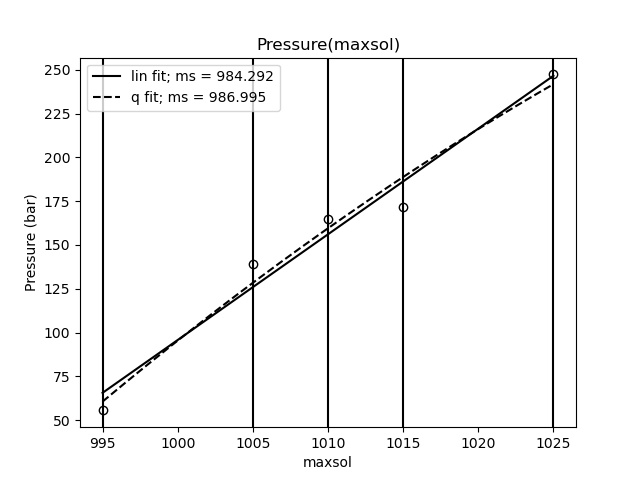 Pressure(maxsol)
lin fit; ms = 984.292
q fit; ms = 986.995
Pressure (bar)
250
225
200
175
150
125
100
75
50
995 1000 1005 1010 1015 1020 1025
maxsol